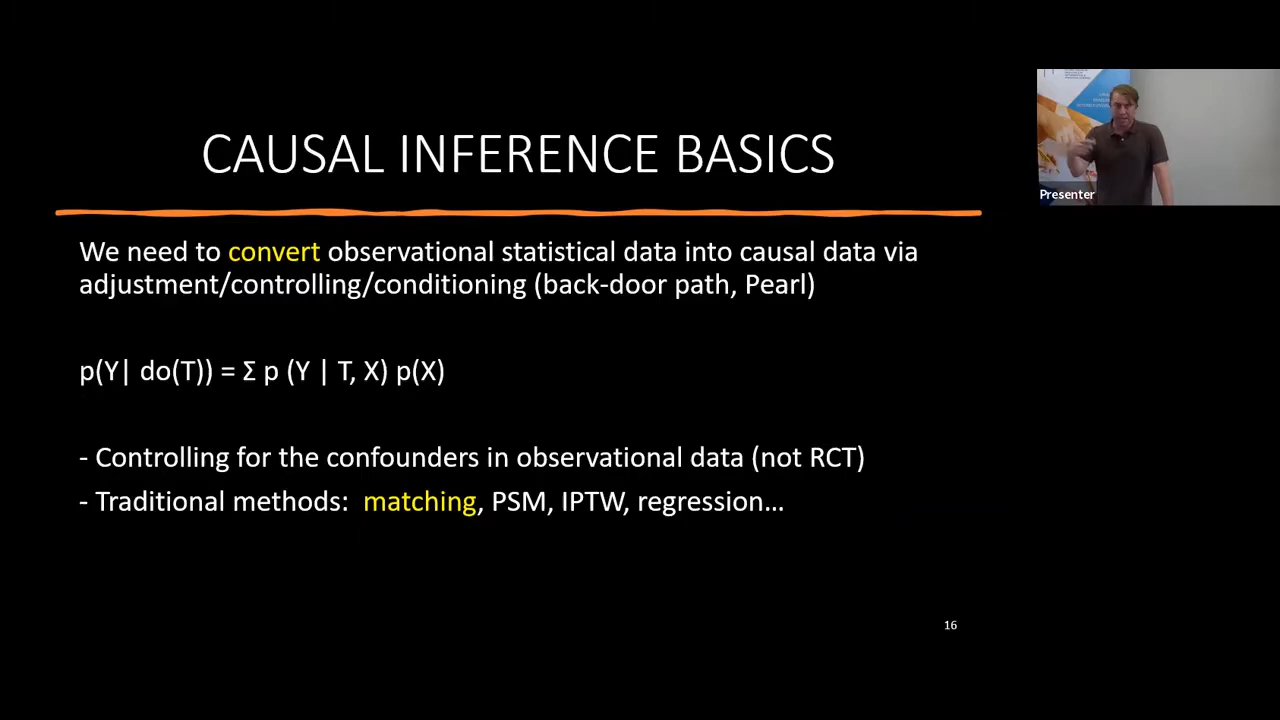 CAUSAL INFERENCE BASICS
We need to convert observational statistical data into causal data via
adjustment/controlling/conditioning (back-door path, Pearl)
p(Y| do(T)) = Σ p (Y | T, X) p(X)
- Controlling for the confounders in observational data (not RCT)
- Traditional methods: matching, PSM, IPTW, regression…
16
Presenter